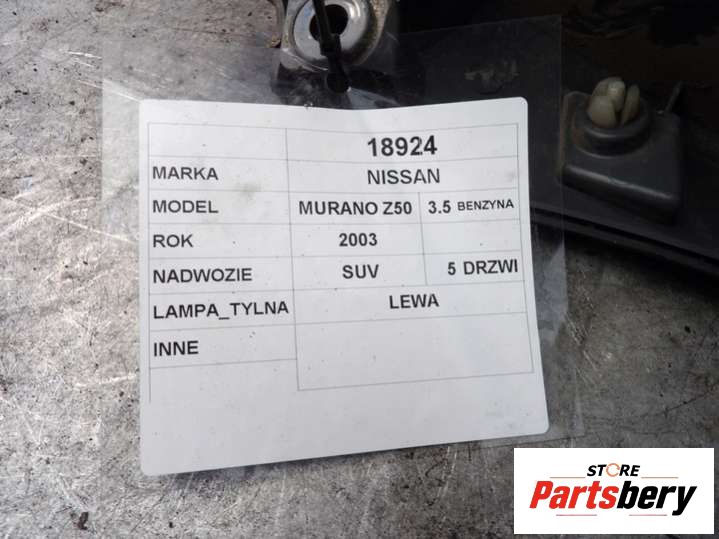 18924
MARKA NISSAN
MODEL MURANO Z50 3.5 BENZYNA
ROK 2003
NADWOZIE SUV 5 DRZWI
LAMPA_TYLNA LEWA
INNE
STORE
Partsbery